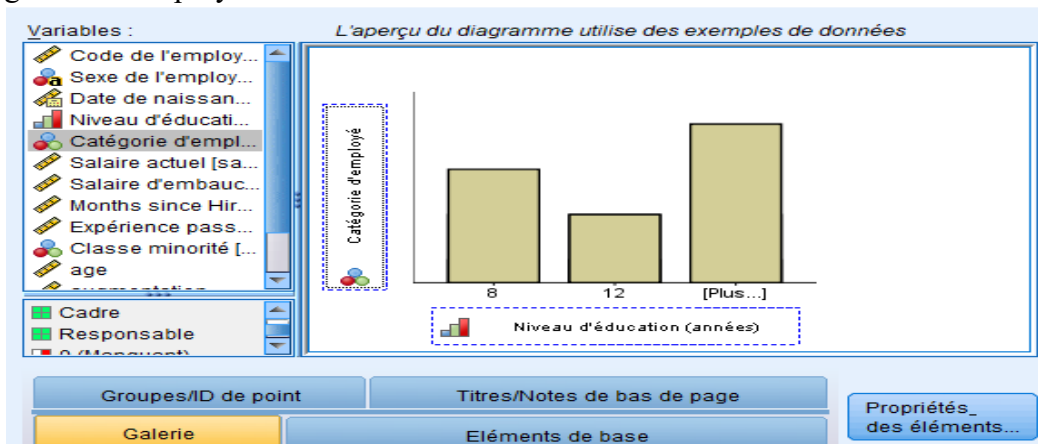 Variables :
L'aperçu du diagramme utilise des exemples de données
Code de l'employ...
Sexe de l'employ...
Date de naissan...
Niveau d'éducati...
Catégorie d'empl...
Salaire actuel [sa...
Salaire d'embauc...
Months since Hir...
Expérience pass...
Classe minorité [...
age
Cadre
Responsable
Catégorie d'employé
8 12 [Plus...]
Niveau d'éducation (années)
Groupes/ID de point
Titres/Notes de bas de page
Galerie
Eléments de base
Propriétés_
des éléments...